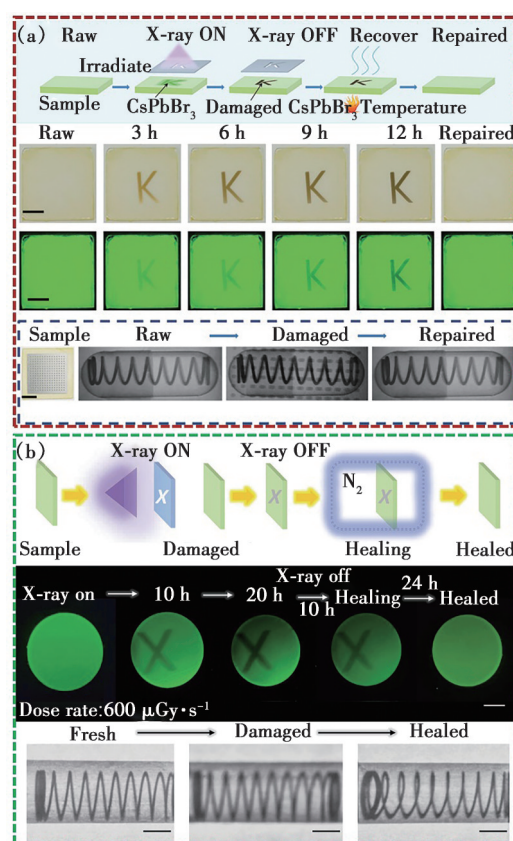 (a)
Raw X-ray ON X-ray OFF Recover Repaired
Irradiate
Sample CsPbBr₃ Damaged CsPbBr₃ Temperature
Raw 3 h 6 h 9 h 12 h Repaired
K K K K
K K K K
Sample Raw Damaged Repaired
(b)
X-ray ON X-ray OFF
N₂
X X X
Sample Damaged Healing Healed
X-ray off
X-ray on 10 h 20 h 10 h Healing 24 h Healed
X X X
Dose rate:600 μGy·s⁻¹
Fresh Damaged Healed